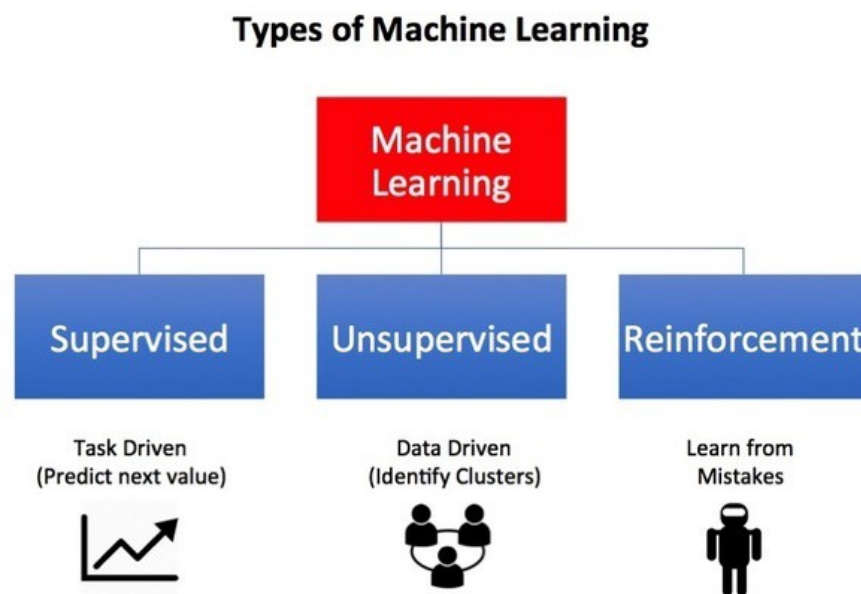 Types of Machine Learning
Machine
Learning
Supervised
Unsupervised
Reinforcement
Task Driven
(Predict next value)
Data Driven
(Identify Clusters)
Learn from
Mistakes